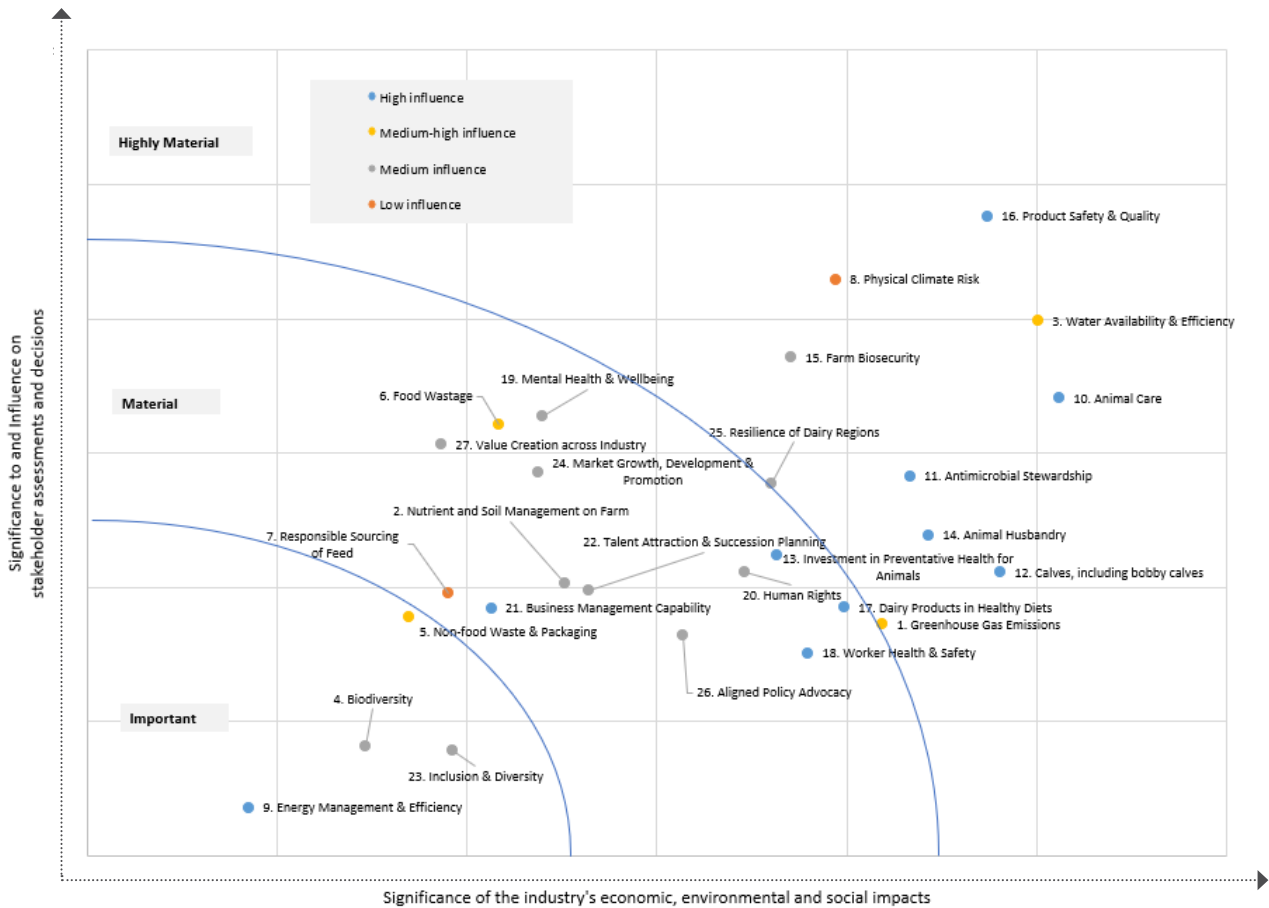 High influence
Medium-high influence
Medium influence
Low influence
Highly Material
Material
Important
16. Product Safety & Quality
8. Physical Climate Risk
3. Water Availability & Efficiency
15. Farm Biosecurity
19. Mental Health & Wellbeing
6. Food Wastage
10. Animal Care
25. Resilience of Dairy Regions
27. Value Creation across Industry
24. Market Growth, Development &
Promotion
11. Antimicrobial Stewardship
2. Nutrient and Soil Management on Farm
14. Animal Husbandry
7. Responsible Sourcing
of Feed
22. Talent Attraction & Succession Planning
13. Investment in Preventative Health for
Animals
12. Calves, including bobby calves
20. Human Rights
21. Business Management Capability
17. Dairy Products in Healthy Diets
1. Greenhouse Gas Emissions
5. Non-food Waste & Packaging
18. Worker Health & Safety
26. Aligned Policy Advocacy
4. Biodiversity
23. Inclusion & Diversity
9. Energy Management & Efficiency
Significance to and Influence on
stakeholder assessments and decisions
Significance of the industry's economic, environmental and social impacts